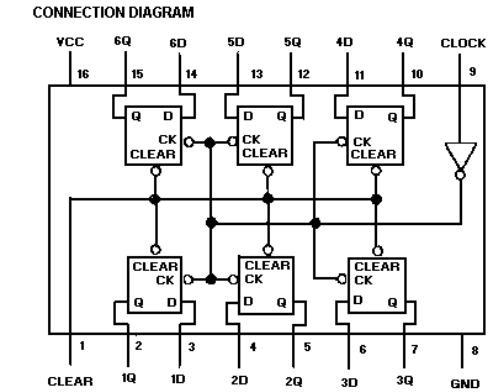 CONNECTION DIAGRAM
VCC 6Q 6D 5D 5Q 4D 4Q CLOCK
16 15 14 13 12 11 10 9
Q D D Q D Q
CK CK CK
CLEAR CLEAR CLEAR
CLEAR CLEAR CLEAR
CK CK CK
Q D D Q D Q
1 2 3 4 5 6 7 8
CLEAR 1Q 1D 2D 2Q 3D 3Q GND